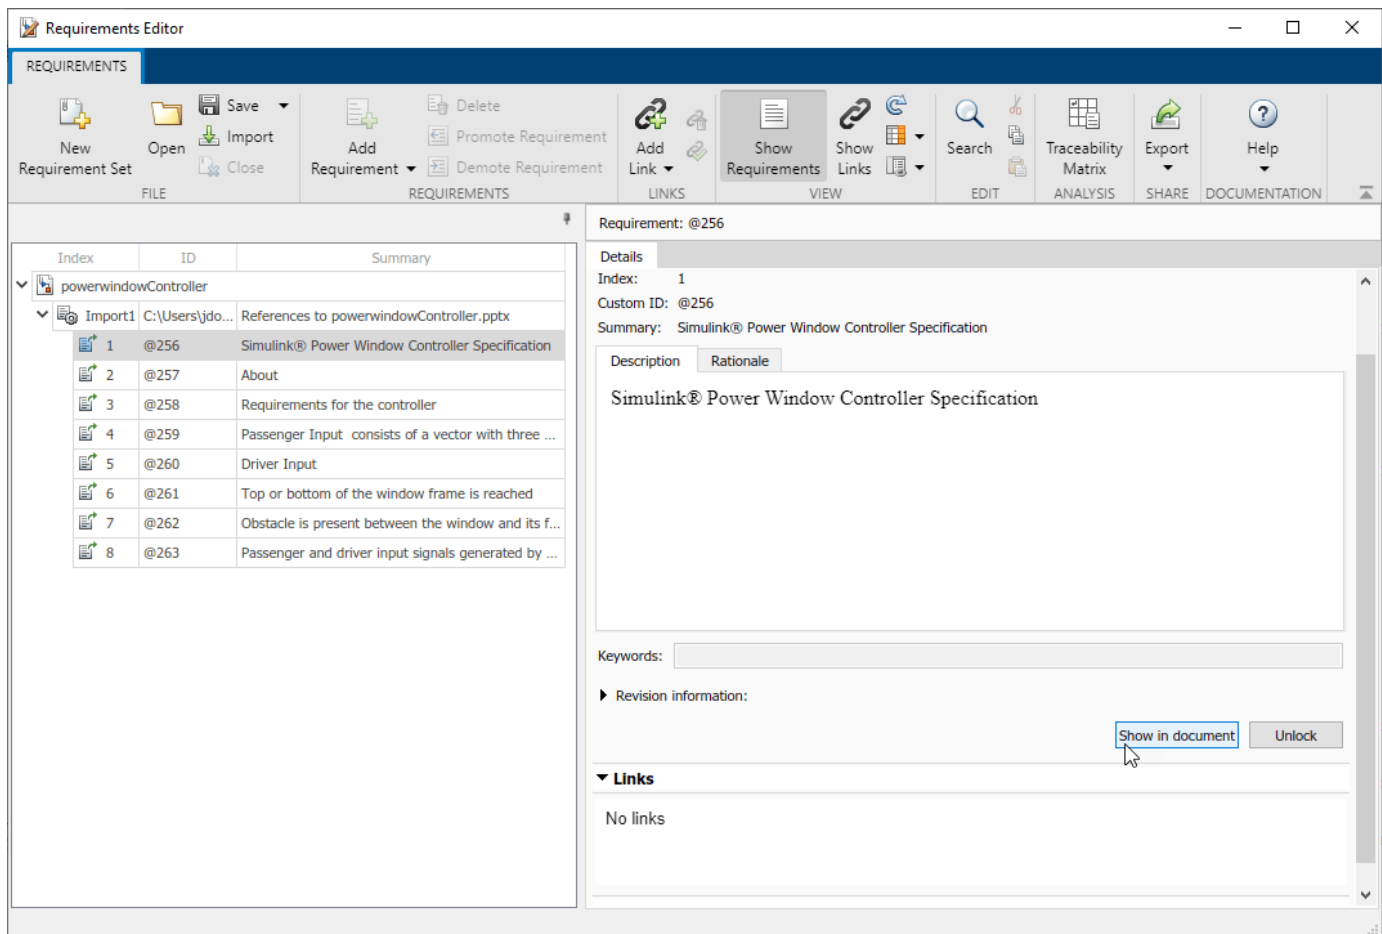 Requirements Editor
REQUIREMENTS
New
Requirement Set
Open
Save
Import
Close
FILE
Add
Requirement
Delete
Promote Requirement
Demote Requirement
REQUIREMENTS
Add
Link
LINKS
Show
Requirements
Show
Links
VIEW
Search
EDIT
Traceability
Matrix
ANALYSIS
Export
SHARE
Help
DOCUMENTATION
Index ID Summary
powerwindowController
Import1 C:\Users\jdo... References to powerwindowController.pptx
1 @256 Simulink® Power Window Controller Specification
2 @257 About
3 @258 Requirements for the controller
4 @259 Passenger Input consists of a vector with three ...
5 @260 Driver Input
6 @261 Top or bottom of the window frame is reached
7 @262 Obstacle is present between the window and its f...
8 @263 Passenger and driver input signals generated by ...
Requirement: @256
Details
Index: 1
Custom ID: @256
Summary: Simulink® Power Window Controller Specification
Description Rationale
Simulink® Power Window Controller Specification
Keywords:
Revision information:
Show in document Unlock
Links
No links